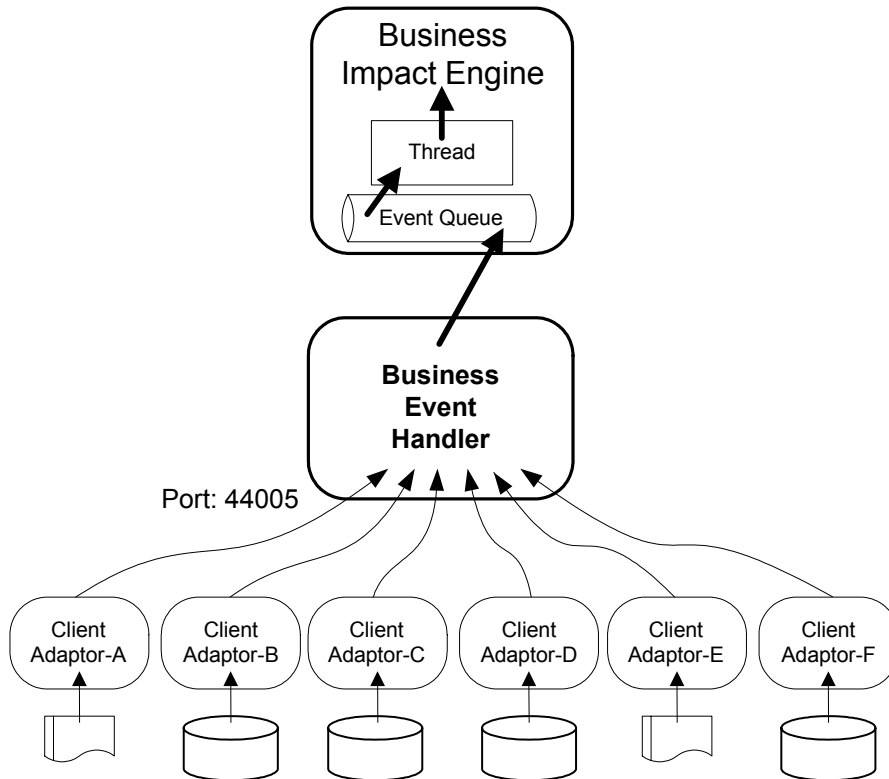 Business
Impact Engine
Thread
Event Queue
Business
Event
Handler
Port: 44005
Client
Adaptor-A
Client
Adaptor-B
Client
Adaptor-C
Client
Adaptor-D
Client
Adaptor-E
Client
Adaptor-F